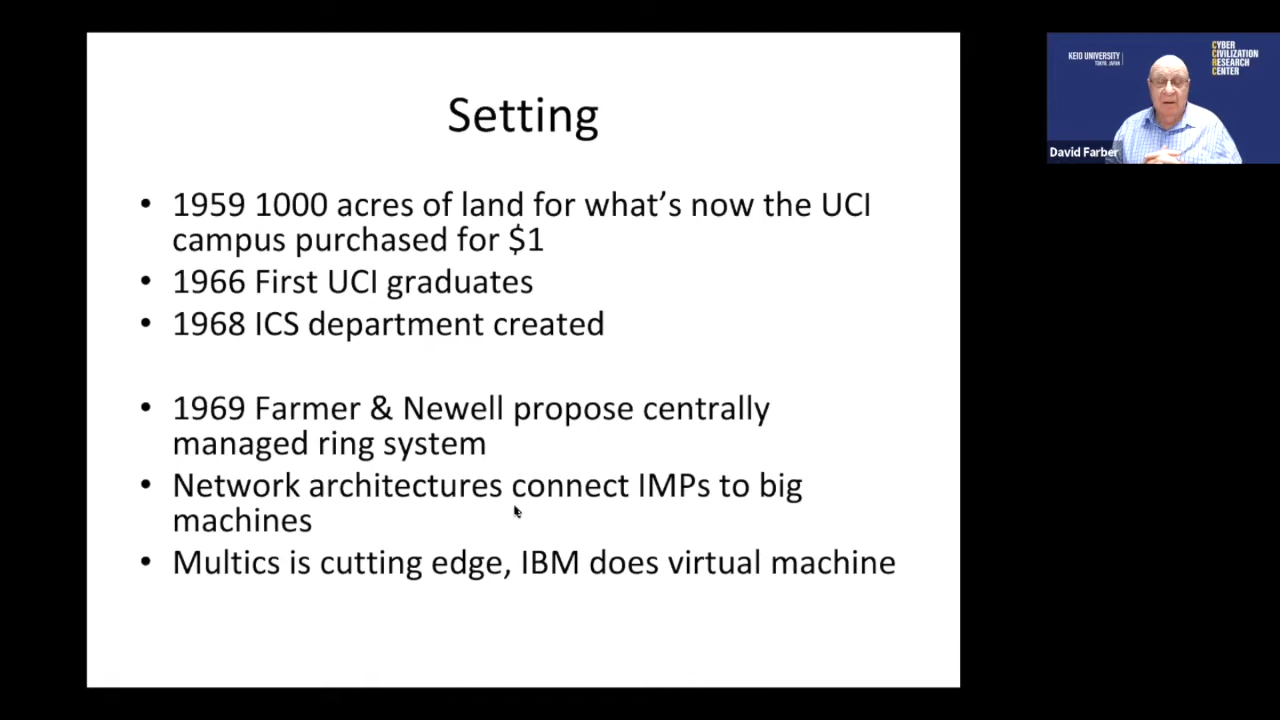 Setting
• 1959 1000 acres of land for what's now the UCI
campus purchased for $1
• 1966 First UCI graduates
• 1968 ICS department created
• 1969 Farmer & Newell propose centrally
managed ring system
• Network architectures connect IMPs to big
machines
• Multics is cutting edge, IBM does virtual machine
KEIO UNIVERSITY
TOKYO, JAPAN
CYBER
CIVILIZATION
RESEARCH
CENTER
David Farber